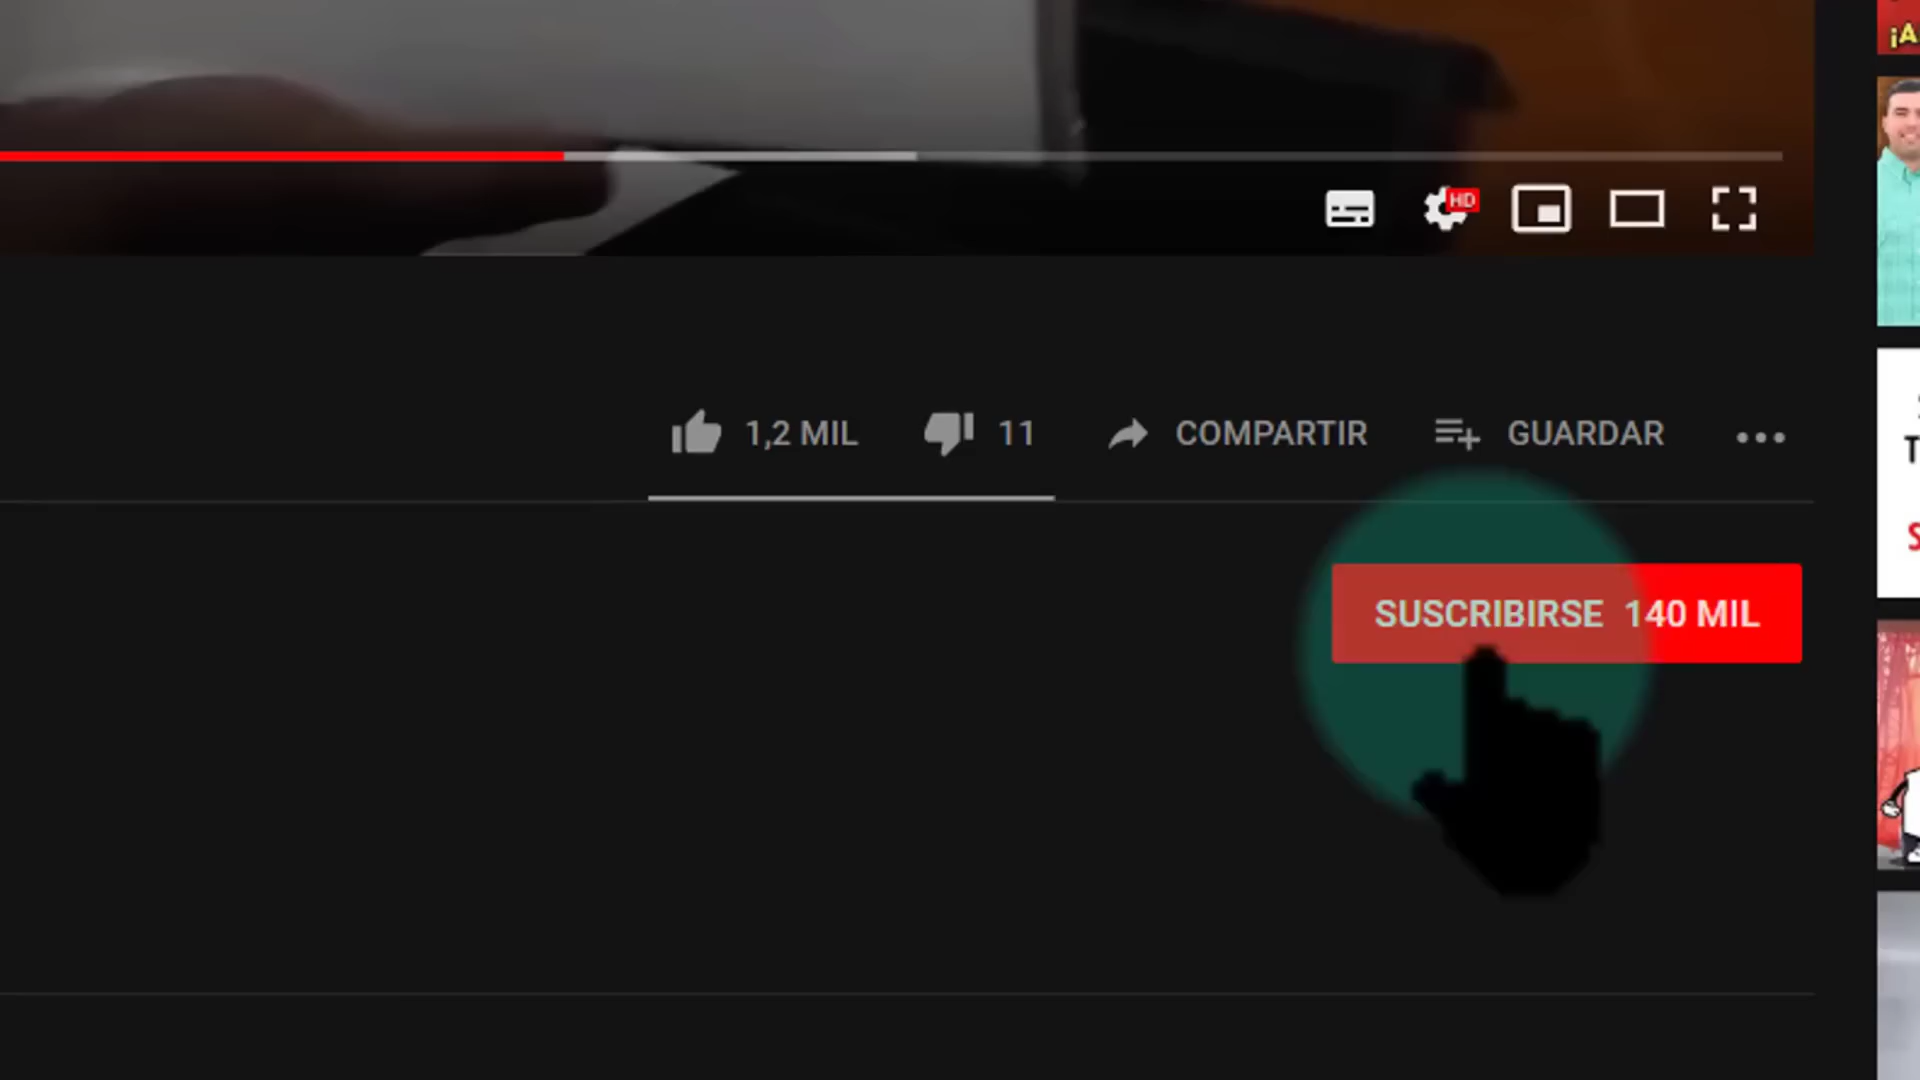 ¡A
HD
1,2 MIL 11 COMPARTIR GUARDAR
T
S
SUSCRIBIRSE 140 MIL